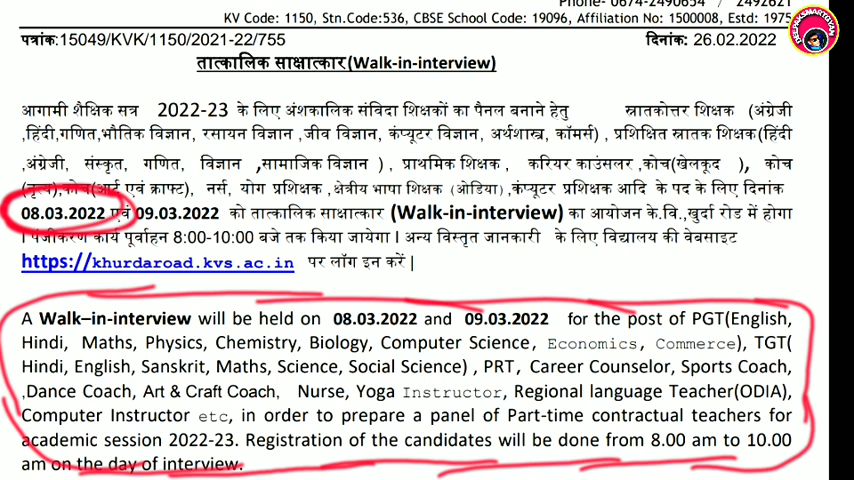 Phone- 0674-2490654 / 2492621
KV Code: 1150, Stn.Code:536, CBSE School Code: 19096, Affiliation No: 1500008, Estd: 1975
पत्रांक:15049/KVK/1150/2021-22/755 दिनांक: 26.02.2022
तात्कालिक साक्षात्कार(Walk-in-interview)
आगामी शैक्षिक सत्र 2022-23 के लिए अंशकालिक संविदा शिक्षकों का पैनल बनाने हेतु स्नातकोत्तर शिक्षक (अंग्रेजी
,हिंदी,गणित,भौतिक विज्ञान, रसायन विज्ञान ,जीव विज्ञान, कंप्यूटर विज्ञान, अर्थशास्त्र, कॉमर्स) , प्रशिक्षित स्नातक शिक्षक(हिंदी
,अंग्रेजी, संस्कृत, गणित, विज्ञान ,सामाजिक विज्ञान ) , प्राथमिक शिक्षक , करियर काउंसलर ,कोच(खेलकूद ), कोच
(नृत्य),कोच(आर्ट एवं क्राफ्ट), नर्स, योग प्रशिक्षक ,क्षेत्रीय भाषा शिक्षक (ओडिया),कंप्यूटर प्रशिक्षक आदि के पद के लिए दिनांक
08.03.2022 एवं 09.03.2022 को तात्कालिक साक्षात्कार (Walk-in-interview) का आयोजन के.वि.,खुर्दा रोड में होगा
। पंजीकरण कार्य पूर्वाहन 8:00-10:00 बजे तक किया जायेगा । अन्य विस्तृत जानकारी के लिए विद्यालय की वेबसाइट
https://khurdaroad.kvs.ac.in पर लॉग इन करें |
A Walk–in-interview will be held on 08.03.2022 and 09.03.2022 for the post of PGT(English,
Hindi, Maths, Physics, Chemistry, Biology, Computer Science, Economics, Commerce), TGT(
Hindi, English, Sanskrit, Maths, Science, Social Science) , PRT, Career Counselor, Sports Coach,
,Dance Coach, Art & Craft Coach, Nurse, Yoga Instructor, Regional language Teacher(ODIA),
Computer Instructor etc, in order to prepare a panel of Part-time contractual teachers for
academic session 2022-23. Registration of the candidates will be done from 8.00 am to 10.00
am on the day of interview.